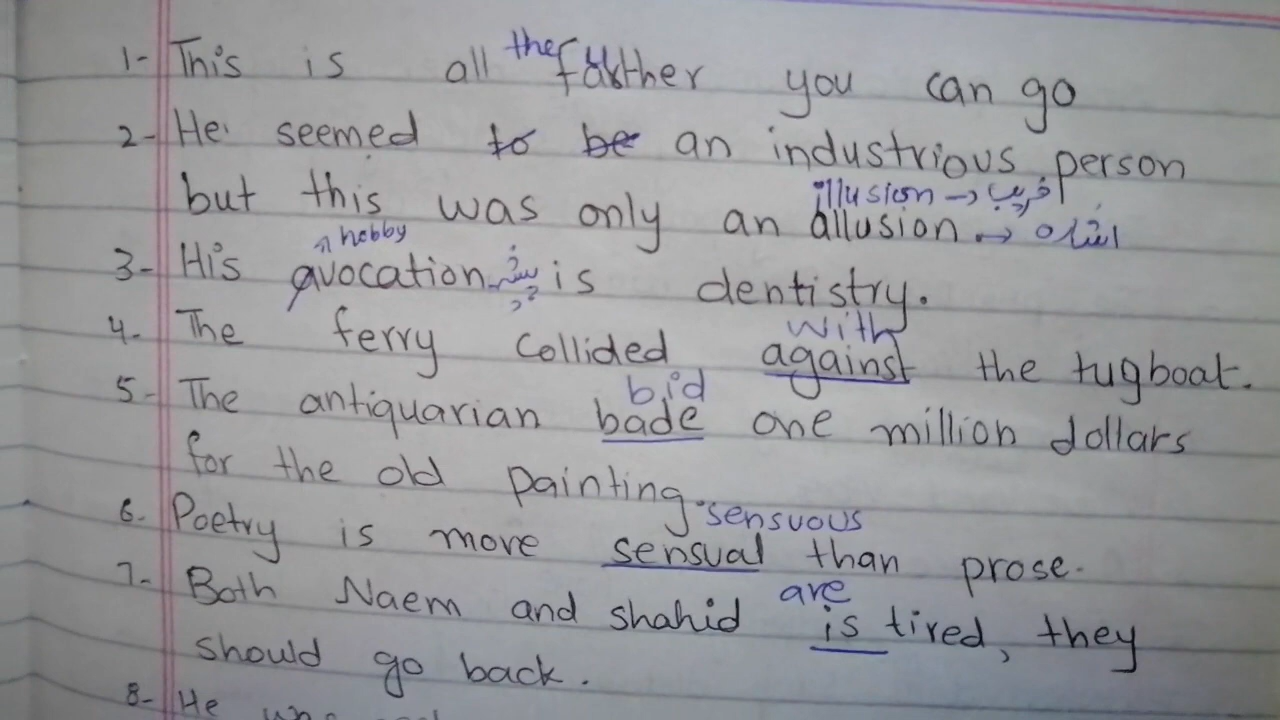 1- This is all the farther you can go
2- He seemed to be an industrious person
illusion → فریب
but this was only an allusion → اشارہ
hobby
3- His avocation پیشہ is dentistry.
with
4- The ferry collided against the tugboat.
bid
5- The antiquarian bade one million dollars
for the old painting.
sensuous
6- Poetry is more sensual than prose.
are
7- Both Naem and shahid is tired, they
should go back.
8- He